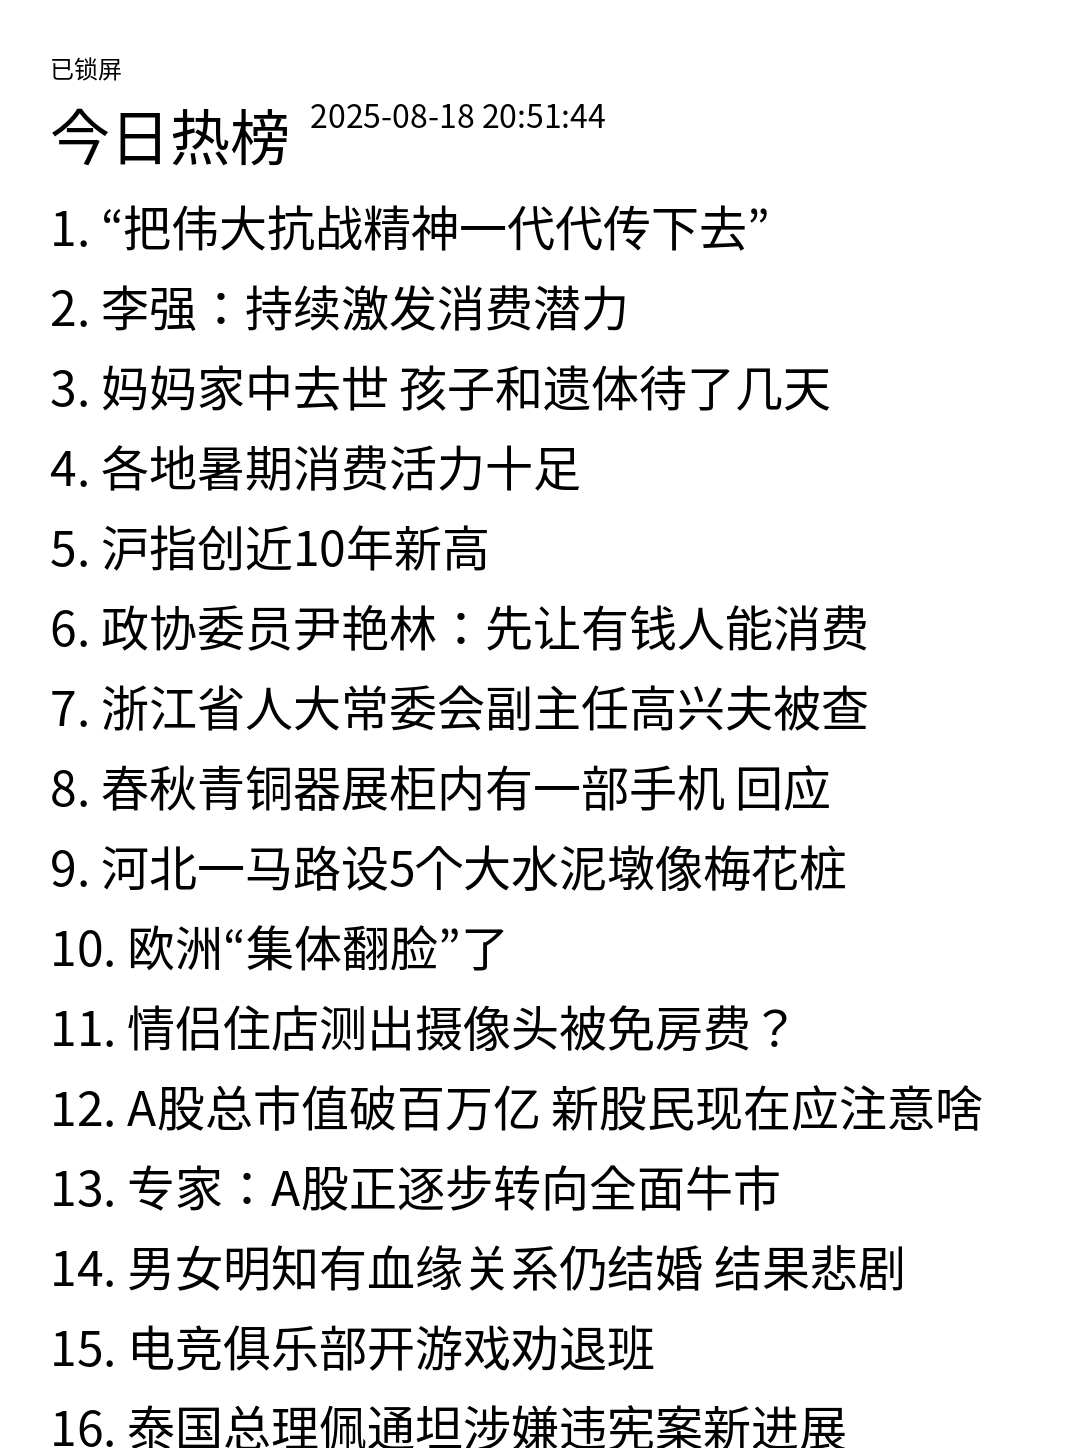 已锁屏
今日热榜 2025-08-18 20:51:44
1. “把伟大抗战精神一代代传下去”
2. 李强：持续激发消费潜力
3. 妈妈家中去世 孩子和遗体待了几天
4. 各地暑期消费活力十足
5. 沪指创近10年新高
6. 政协委员尹艳林：先让有钱人能消费
7. 浙江省人大常委会副主任高兴夫被查
8. 春秋青铜器展柜内有一部手机 回应
9. 河北一马路设5个大水泥墩像梅花桩
10. 欧洲“集体翻脸”了
11. 情侣住店测出摄像头被免房费？
12. A股总市值破百万亿 新股民现在应注意啥
13. 专家：A股正逐步转向全面牛市
14. 男女明知有血缘关系仍结婚 结果悲剧
15. 电竞俱乐部开游戏劝退班
16. 泰国总理佩通坦涉嫌违宪案新进展